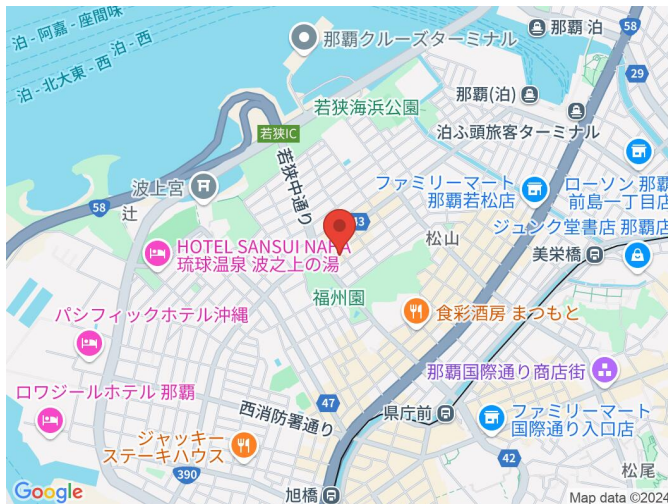 泊-阿嘉-座間味
泊-北大東-西
泊-西
那覇クルーズターミナル
那覇 泊
58
29
那覇(泊)
若狭海浜公園
泊ふ頭旅客ターミナル
若狭IC
若狭中通り
波上宮
ファミリーマート
那覇若松店
ローソン 那覇
前島一丁目店
58
辻
43
松山
ジュンク堂書店 那覇店
美栄橋
HOTEL SANSUI NAHA
琉球温泉 波之上の湯
福州園
食彩酒房 まつもと
パシフィックホテル沖縄
那覇国際通り商店街
ロワジールホテル 那覇
47
西消防署通り
県庁前
ファミリーマート
国際通り入口店
ジャッキー
ステーキハウス
390
42
松尾
旭橋
Google
Map data ©2024